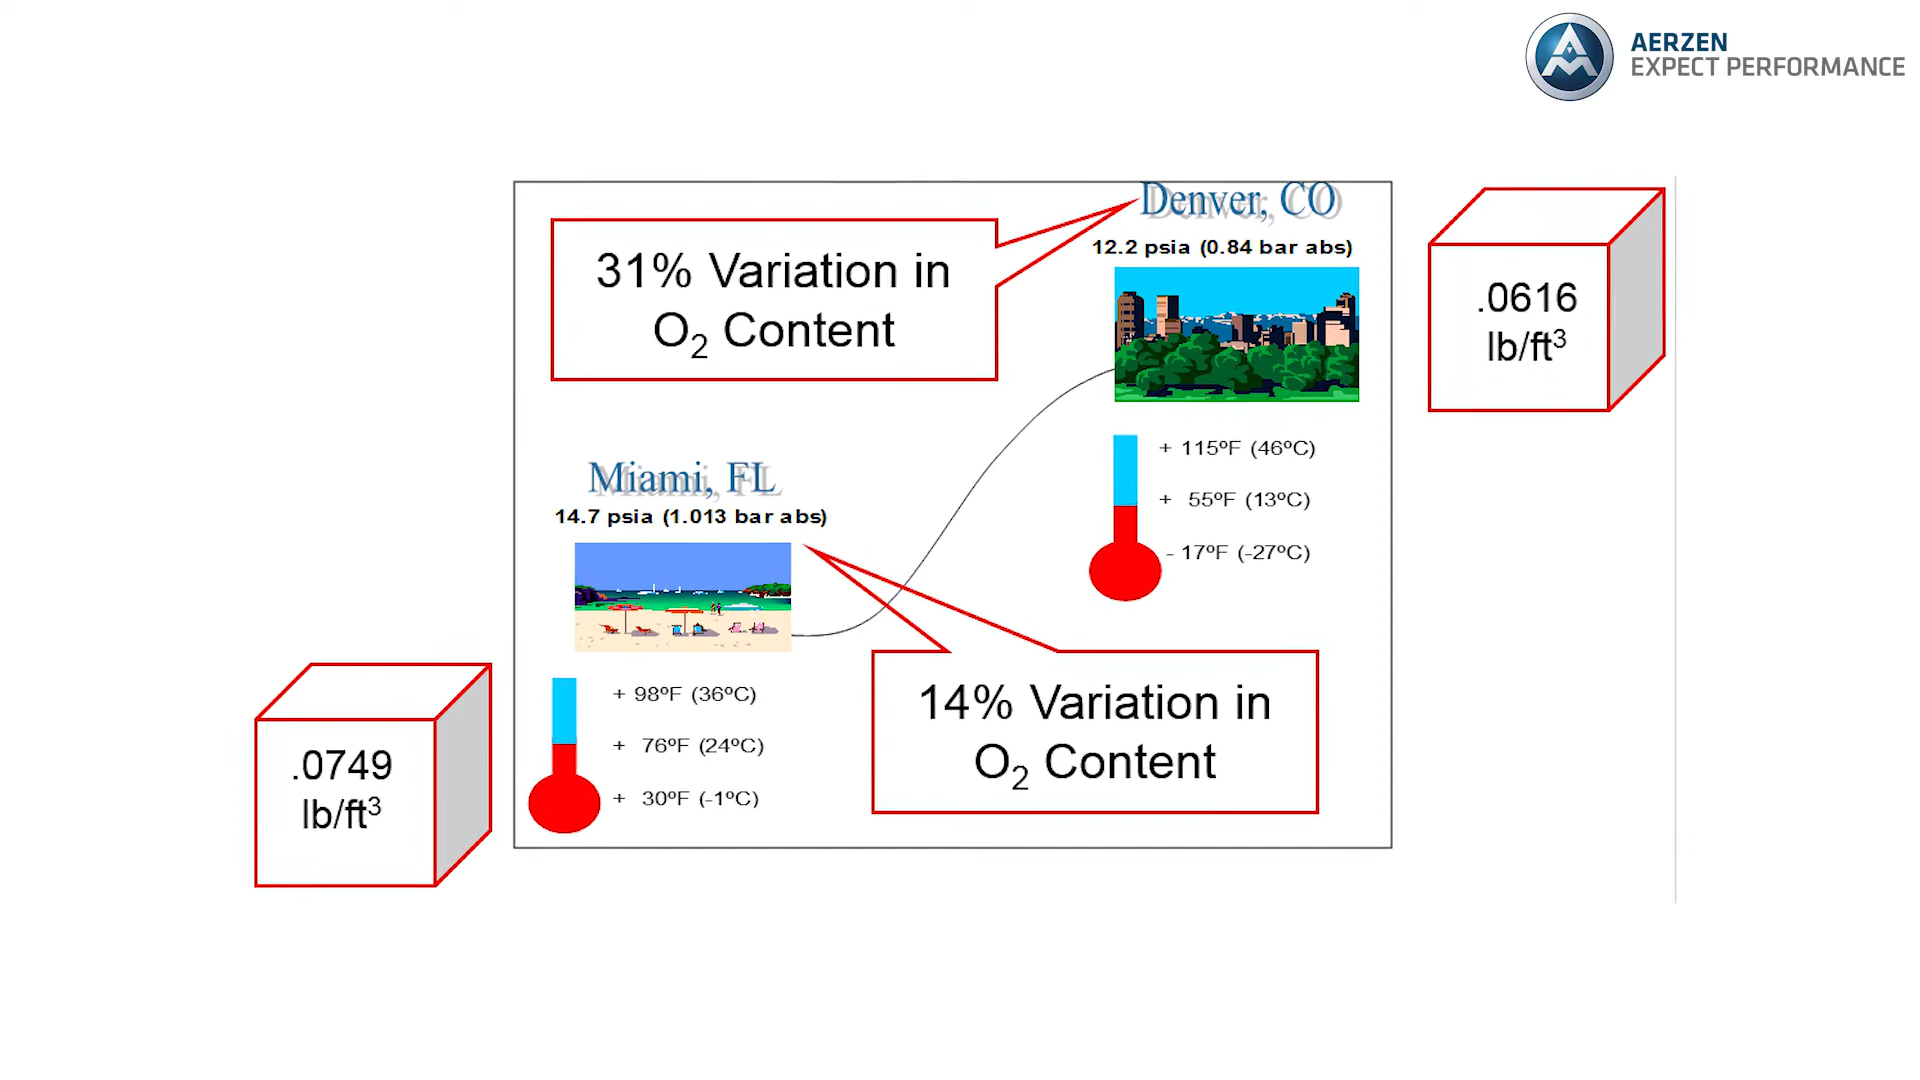 AERZEN
EXPECT PERFORMANCE
Denver, CO
12.2 psia (0.84 bar abs)
31% Variation in
O₂ Content
.0616
lb/ft³
+ 115ºF (46ºC)
+ 55ºF (13ºC)
- 17ºF (-27ºC)
Miami, FL
14.7 psia (1.013 bar abs)
14% Variation in
O₂ Content
+ 98ºF (36ºC)
+ 76ºF (24ºC)
+ 30ºF (-1ºC)
.0749
lb/ft³